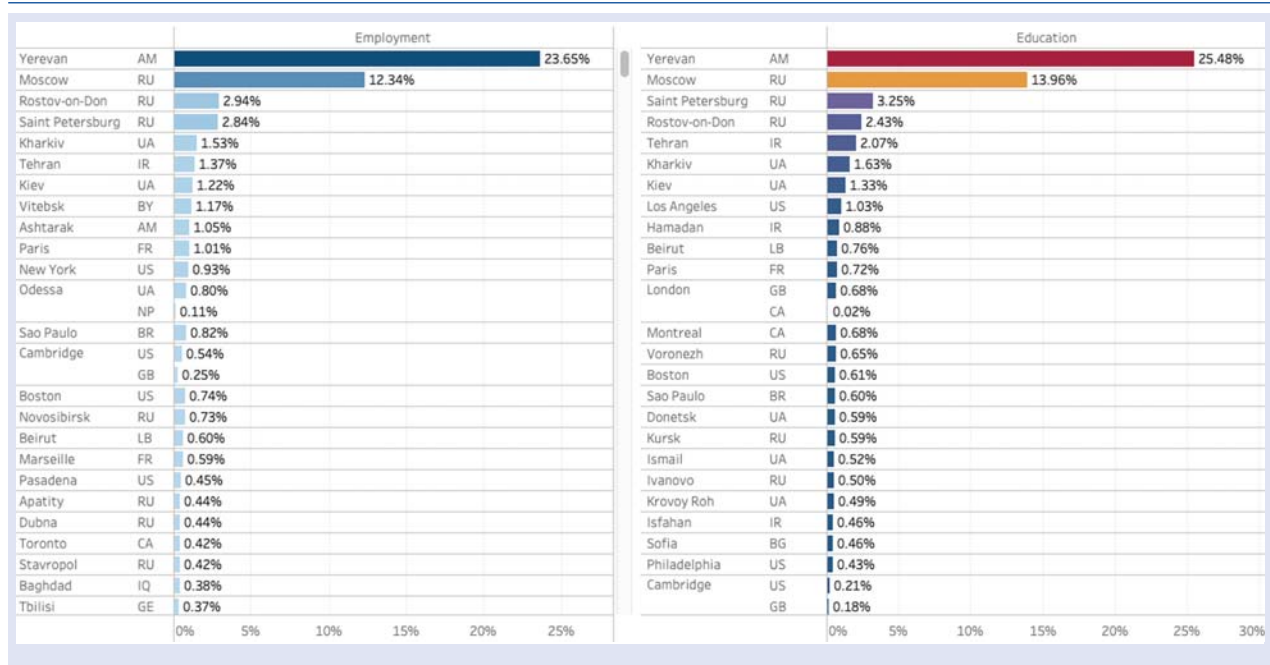 Employment
Yerevan AM 23.65%
Moscow RU 12.34%
Rostov-on-Don RU 2.94%
Saint Petersburg RU 2.84%
Kharkiv UA 1.53%
Tehran IR 1.37%
Kiev UA 1.22%
Vitebsk BY 1.17%
Ashtarak AM 1.05%
Paris FR 1.01%
New York US 0.93%
Odessa UA 0.80%
NP 0.11%
Sao Paulo BR 0.82%
Cambridge US 0.54%
GB 0.25%
Boston US 0.74%
Novosibirsk RU 0.73%
Beirut LB 0.60%
Marseille FR 0.59%
Pasadena US 0.45%
Apatity RU 0.44%
Dubna RU 0.44%
Toronto CA 0.42%
Stavropol RU 0.42%
Baghdad IQ 0.38%
Tbilisi GE 0.37%
0% 5% 10% 15% 20% 25%
Education
Yerevan AM 25.48%
Moscow RU 13.96%
Saint Petersburg RU 3.25%
Rostov-on-Don RU 2.43%
Tehran IR 2.07%
Kharkiv UA 1.63%
Kiev UA 1.33%
Los Angeles US 1.03%
Hamadan IR 0.88%
Beirut LB 0.76%
Paris FR 0.72%
London GB 0.68%
CA 0.02%
Montreal CA 0.68%
Voronezh RU 0.65%
Boston US 0.61%
Sao Paulo BR 0.60%
Donetsk UA 0.59%
Kursk RU 0.59%
Ismail UA 0.52%
Ivanovo RU 0.50%
Krovoy Roh UA 0.49%
Isfahan IR 0.46%
Sofia BG 0.46%
Philadelphia US 0.43%
Cambridge US 0.21%
GB 0.18%
0% 5% 10% 15% 20% 25% 30%